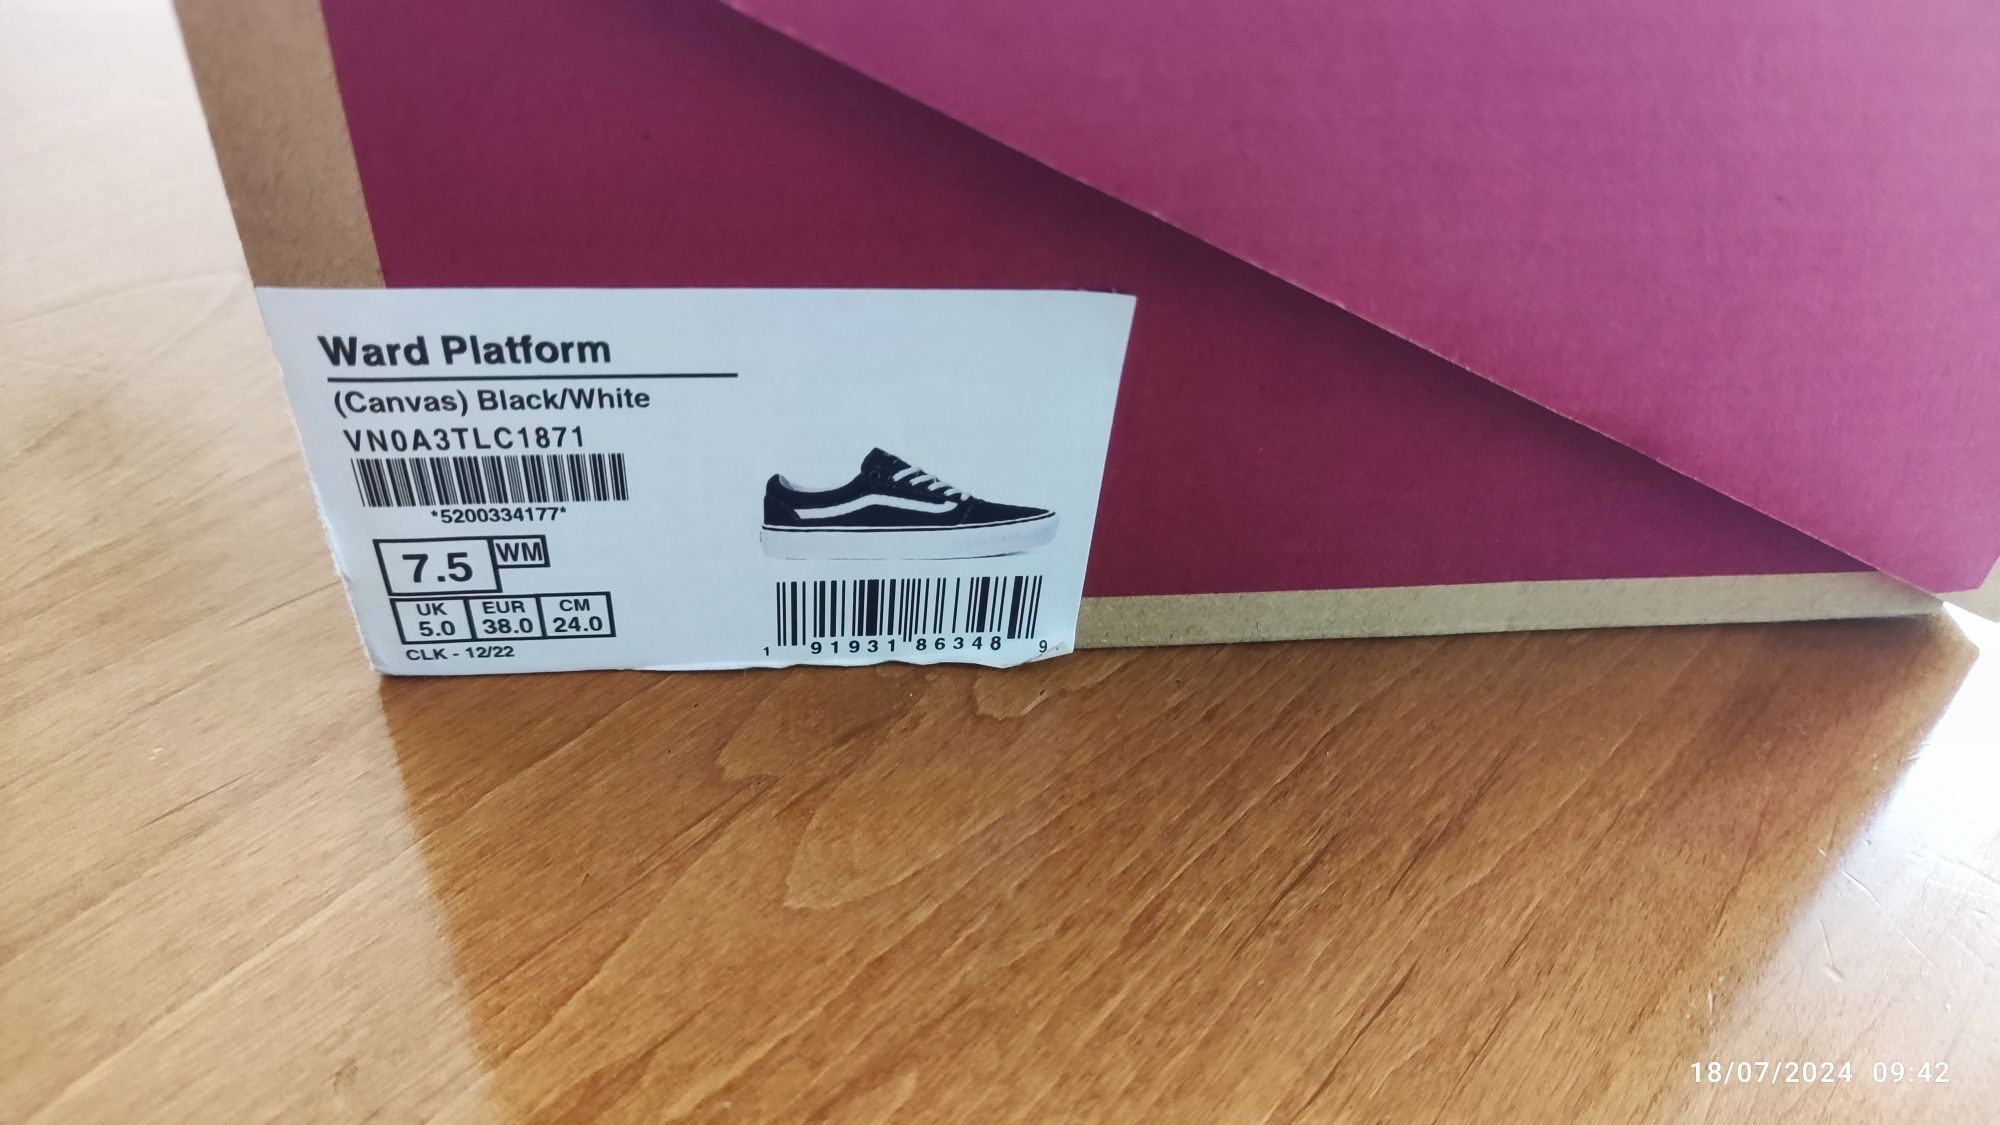 Ward Platform
(Canvas) Black/White
VN0A3TLC1871
*5200334177*
7.5 WM
UK EUR CM
5.0 38.0 24.0
CLK - 12/22
1 91931 86348 9
18/07/2024 09:42